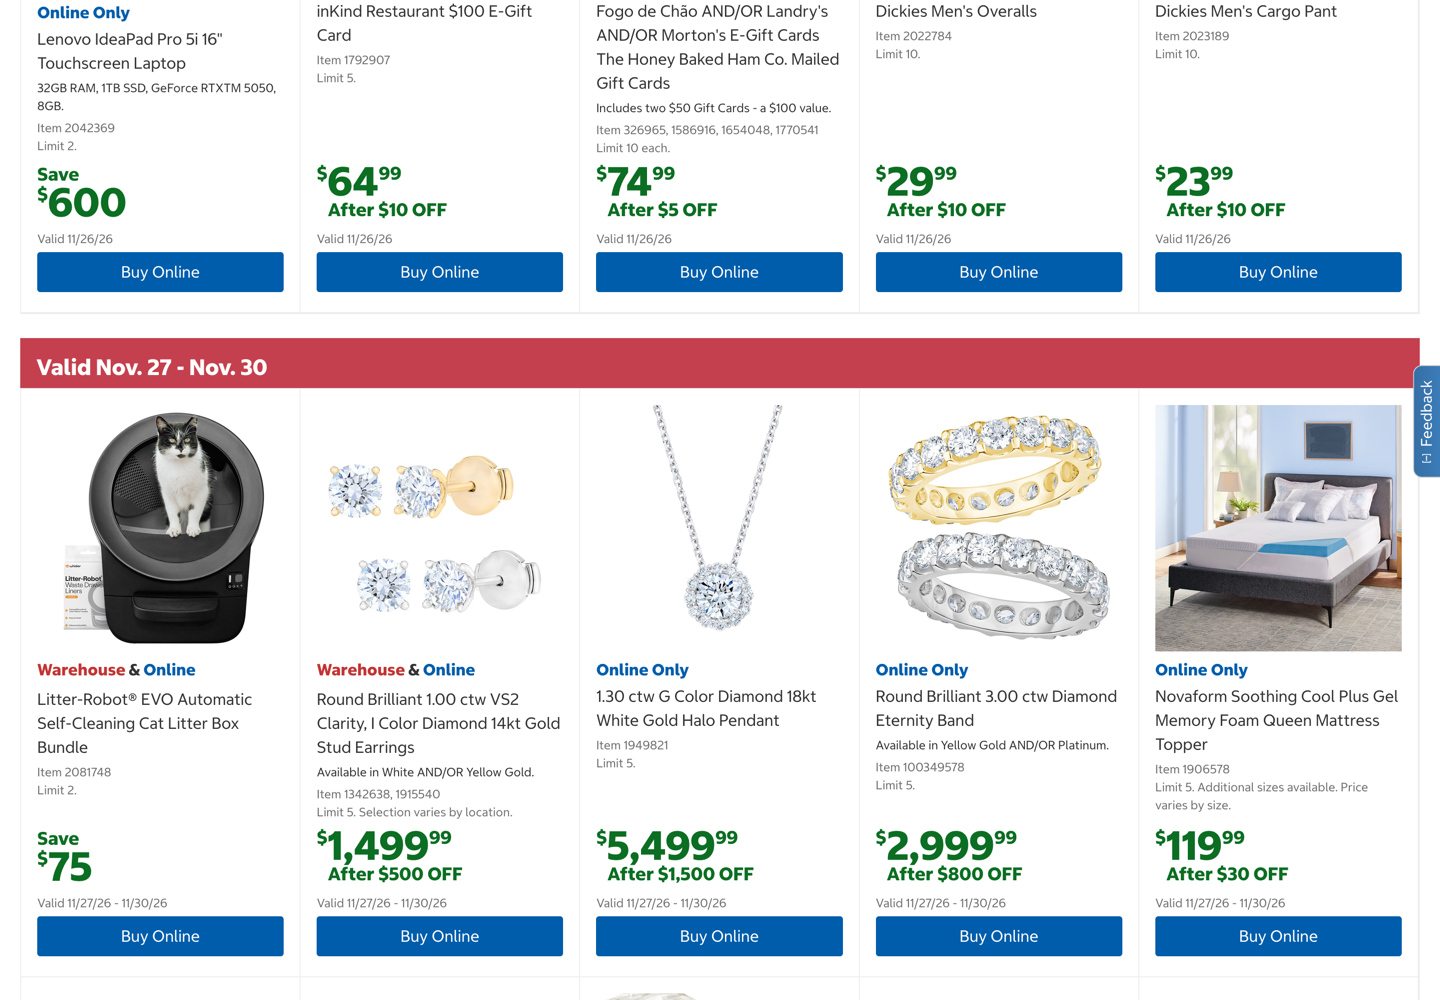 Online Only
Lenovo IdeaPad Pro 5i 16"
Touchscreen Laptop
32GB RAM, 1TB SSD, GeForce RTXTM 5050,
8GB.
Item 2042369
Limit 2.
Save
$600
Valid 11/26/26
Buy Online
inKind Restaurant $100 E-Gift
Card
Item 1792907
Limit 5.
$64.99
After $10 OFF
Valid 11/26/26
Buy Online
Fogo de Chão AND/OR Landry's
AND/OR Morton's E-Gift Cards
The Honey Baked Ham Co. Mailed
Gift Cards
Includes two $50 Gift Cards - a $100 value.
Item 326965, 1586916, 1654048, 1770541
Limit 10 each.
$74.99
After $5 OFF
Valid 11/26/26
Buy Online
Dickies Men's Overalls
Item 2022784
Limit 10.
$29.99
After $10 OFF
Valid 11/26/26
Buy Online
Dickies Men's Cargo Pant
Item 2023189
Limit 10.
$23.99
After $10 OFF
Valid 11/26/26
Buy Online
Valid Nov. 27 - Nov. 30
Feedback
Litter-Robot
Waste Drawer
Liners
Warehouse & Online
Litter-Robot® EVO Automatic
Self-Cleaning Cat Litter Box
Bundle
Item 2081748
Limit 2.
Save
$75
Valid 11/27/26 - 11/30/26
Buy Online
Warehouse & Online
Round Brilliant 1.00 ctw VS2
Clarity, I Color Diamond 14kt Gold
Stud Earrings
Available in White AND/OR Yellow Gold.
Item 1342638, 1915540
Limit 5. Selection varies by location.
$1,499.99
After $500 OFF
Valid 11/27/26 - 11/30/26
Buy Online
Online Only
1.30 ctw G Color Diamond 18kt
White Gold Halo Pendant
Item 1949821
Limit 5.
$5,499.99
After $1,500 OFF
Valid 11/27/26 - 11/30/26
Buy Online
Online Only
Round Brilliant 3.00 ctw Diamond
Eternity Band
Available in Yellow Gold AND/OR Platinum.
Item 100349578
Limit 5.
$2,999.99
After $800 OFF
Valid 11/27/26 - 11/30/26
Buy Online
Online Only
Novaform Soothing Cool Plus Gel
Memory Foam Queen Mattress
Topper
Item 1906578
Limit 5. Additional sizes available. Price
varies by size.
$119.99
After $30 OFF
Valid 11/27/26 - 11/30/26
Buy Online